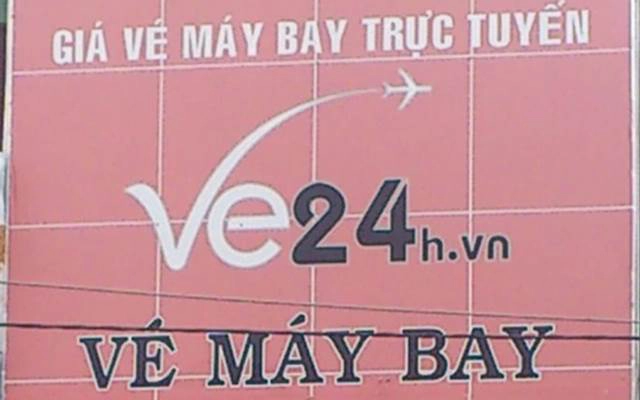 GIÁ VÉ MÁY BAY TRỰC TUYẾN
Ve24h.vn
VÉ MÁY BAY